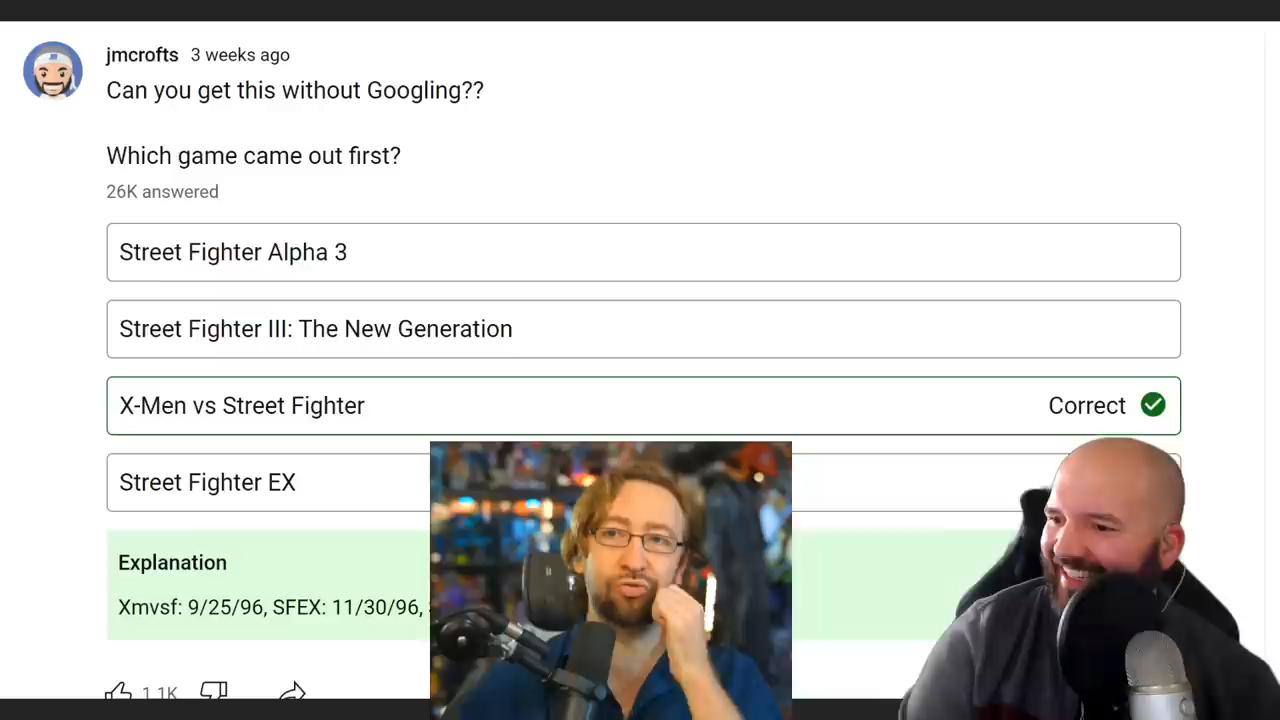 jmcrofts 3 weeks ago
Can you get this without Googling??
Which game came out first?
26K answered
Street Fighter Alpha 3
Street Fighter III: The New Generation
X-Men vs Street Fighter Correct
Street Fighter EX
Explanation
Xmvsf: 9/25/96, SFEX: 11/30/96,
1.1K